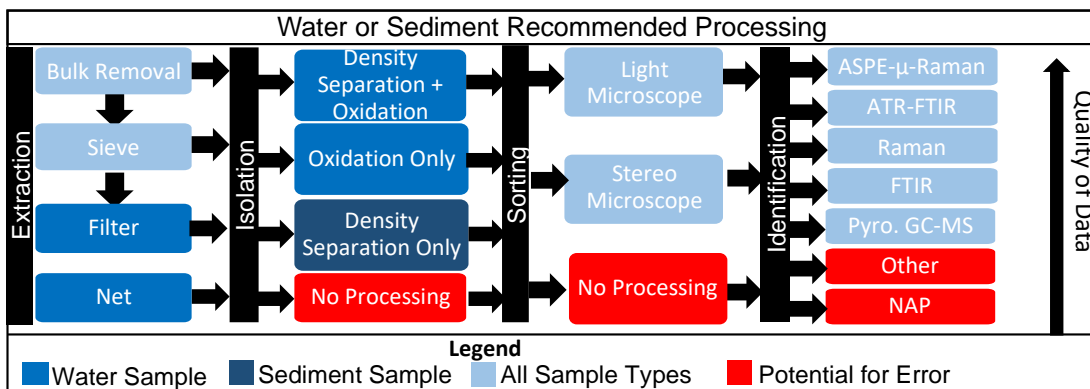 Water or Sediment Recommended Processing
Extraction
Bulk Removal
Sieve
Filter
Net
Isolation
Density
Separation +
Oxidation
Oxidation Only
Density
Separation Only
No Processing
Sorting
Light
Microscope
Stereo
Microscope
No Processing
Identification
ASPE-μ-Raman
ATR-FTIR
Raman
FTIR
Pyro. GC-MS
Other
NAP
Quality of Data
Legend
Water Sample
Sediment Sample
All Sample Types
Potential for Error